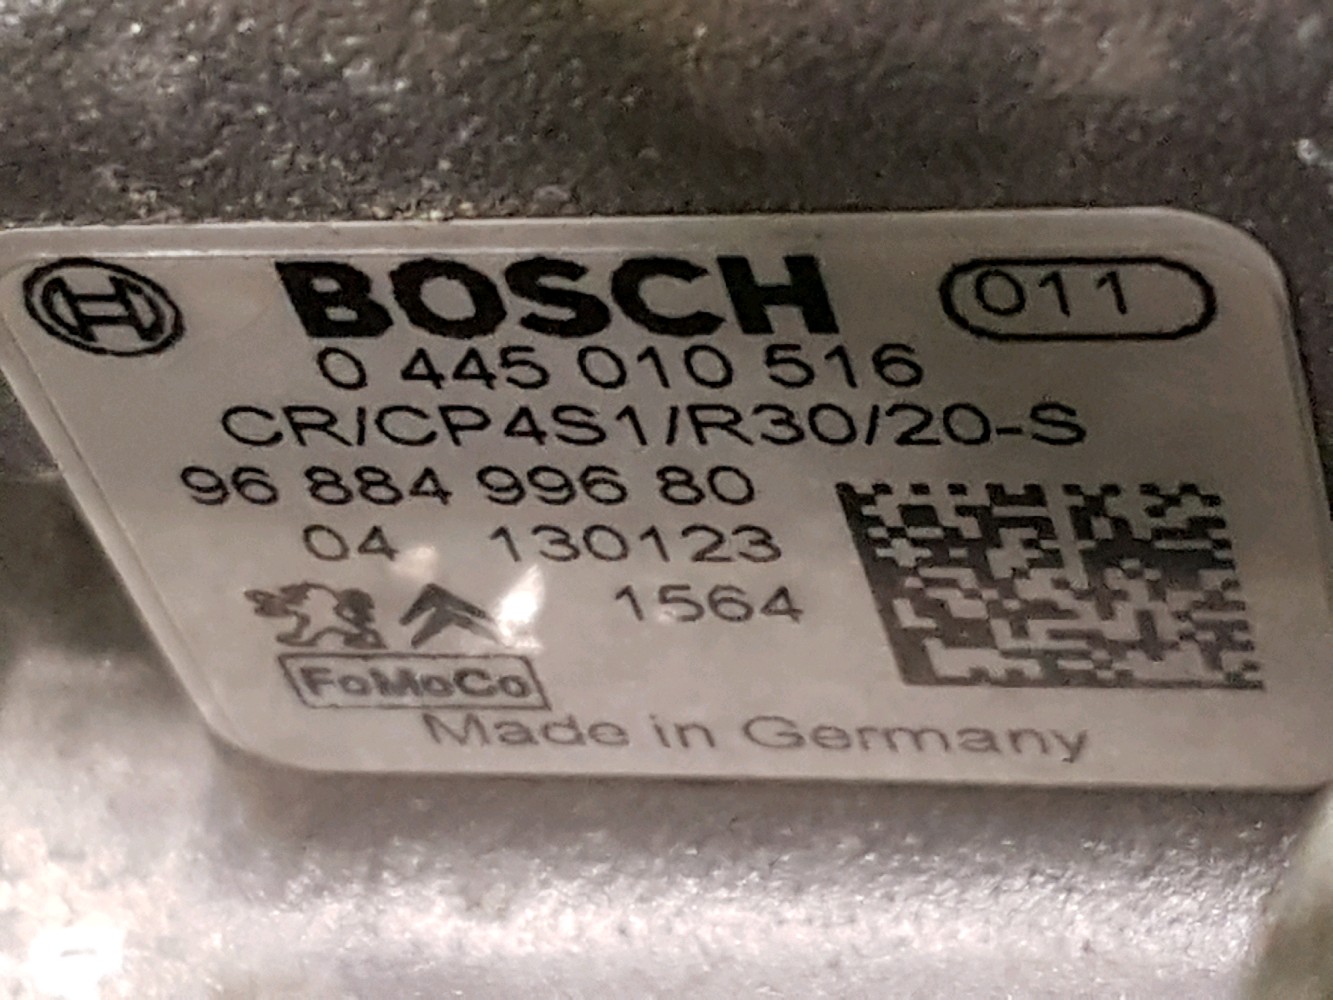 BOSCH 011
0 445 010 516
CR/CP4S1/R30/20-S
96 884 996 80
04 130123
1564
FoMoCo
Made in Germany